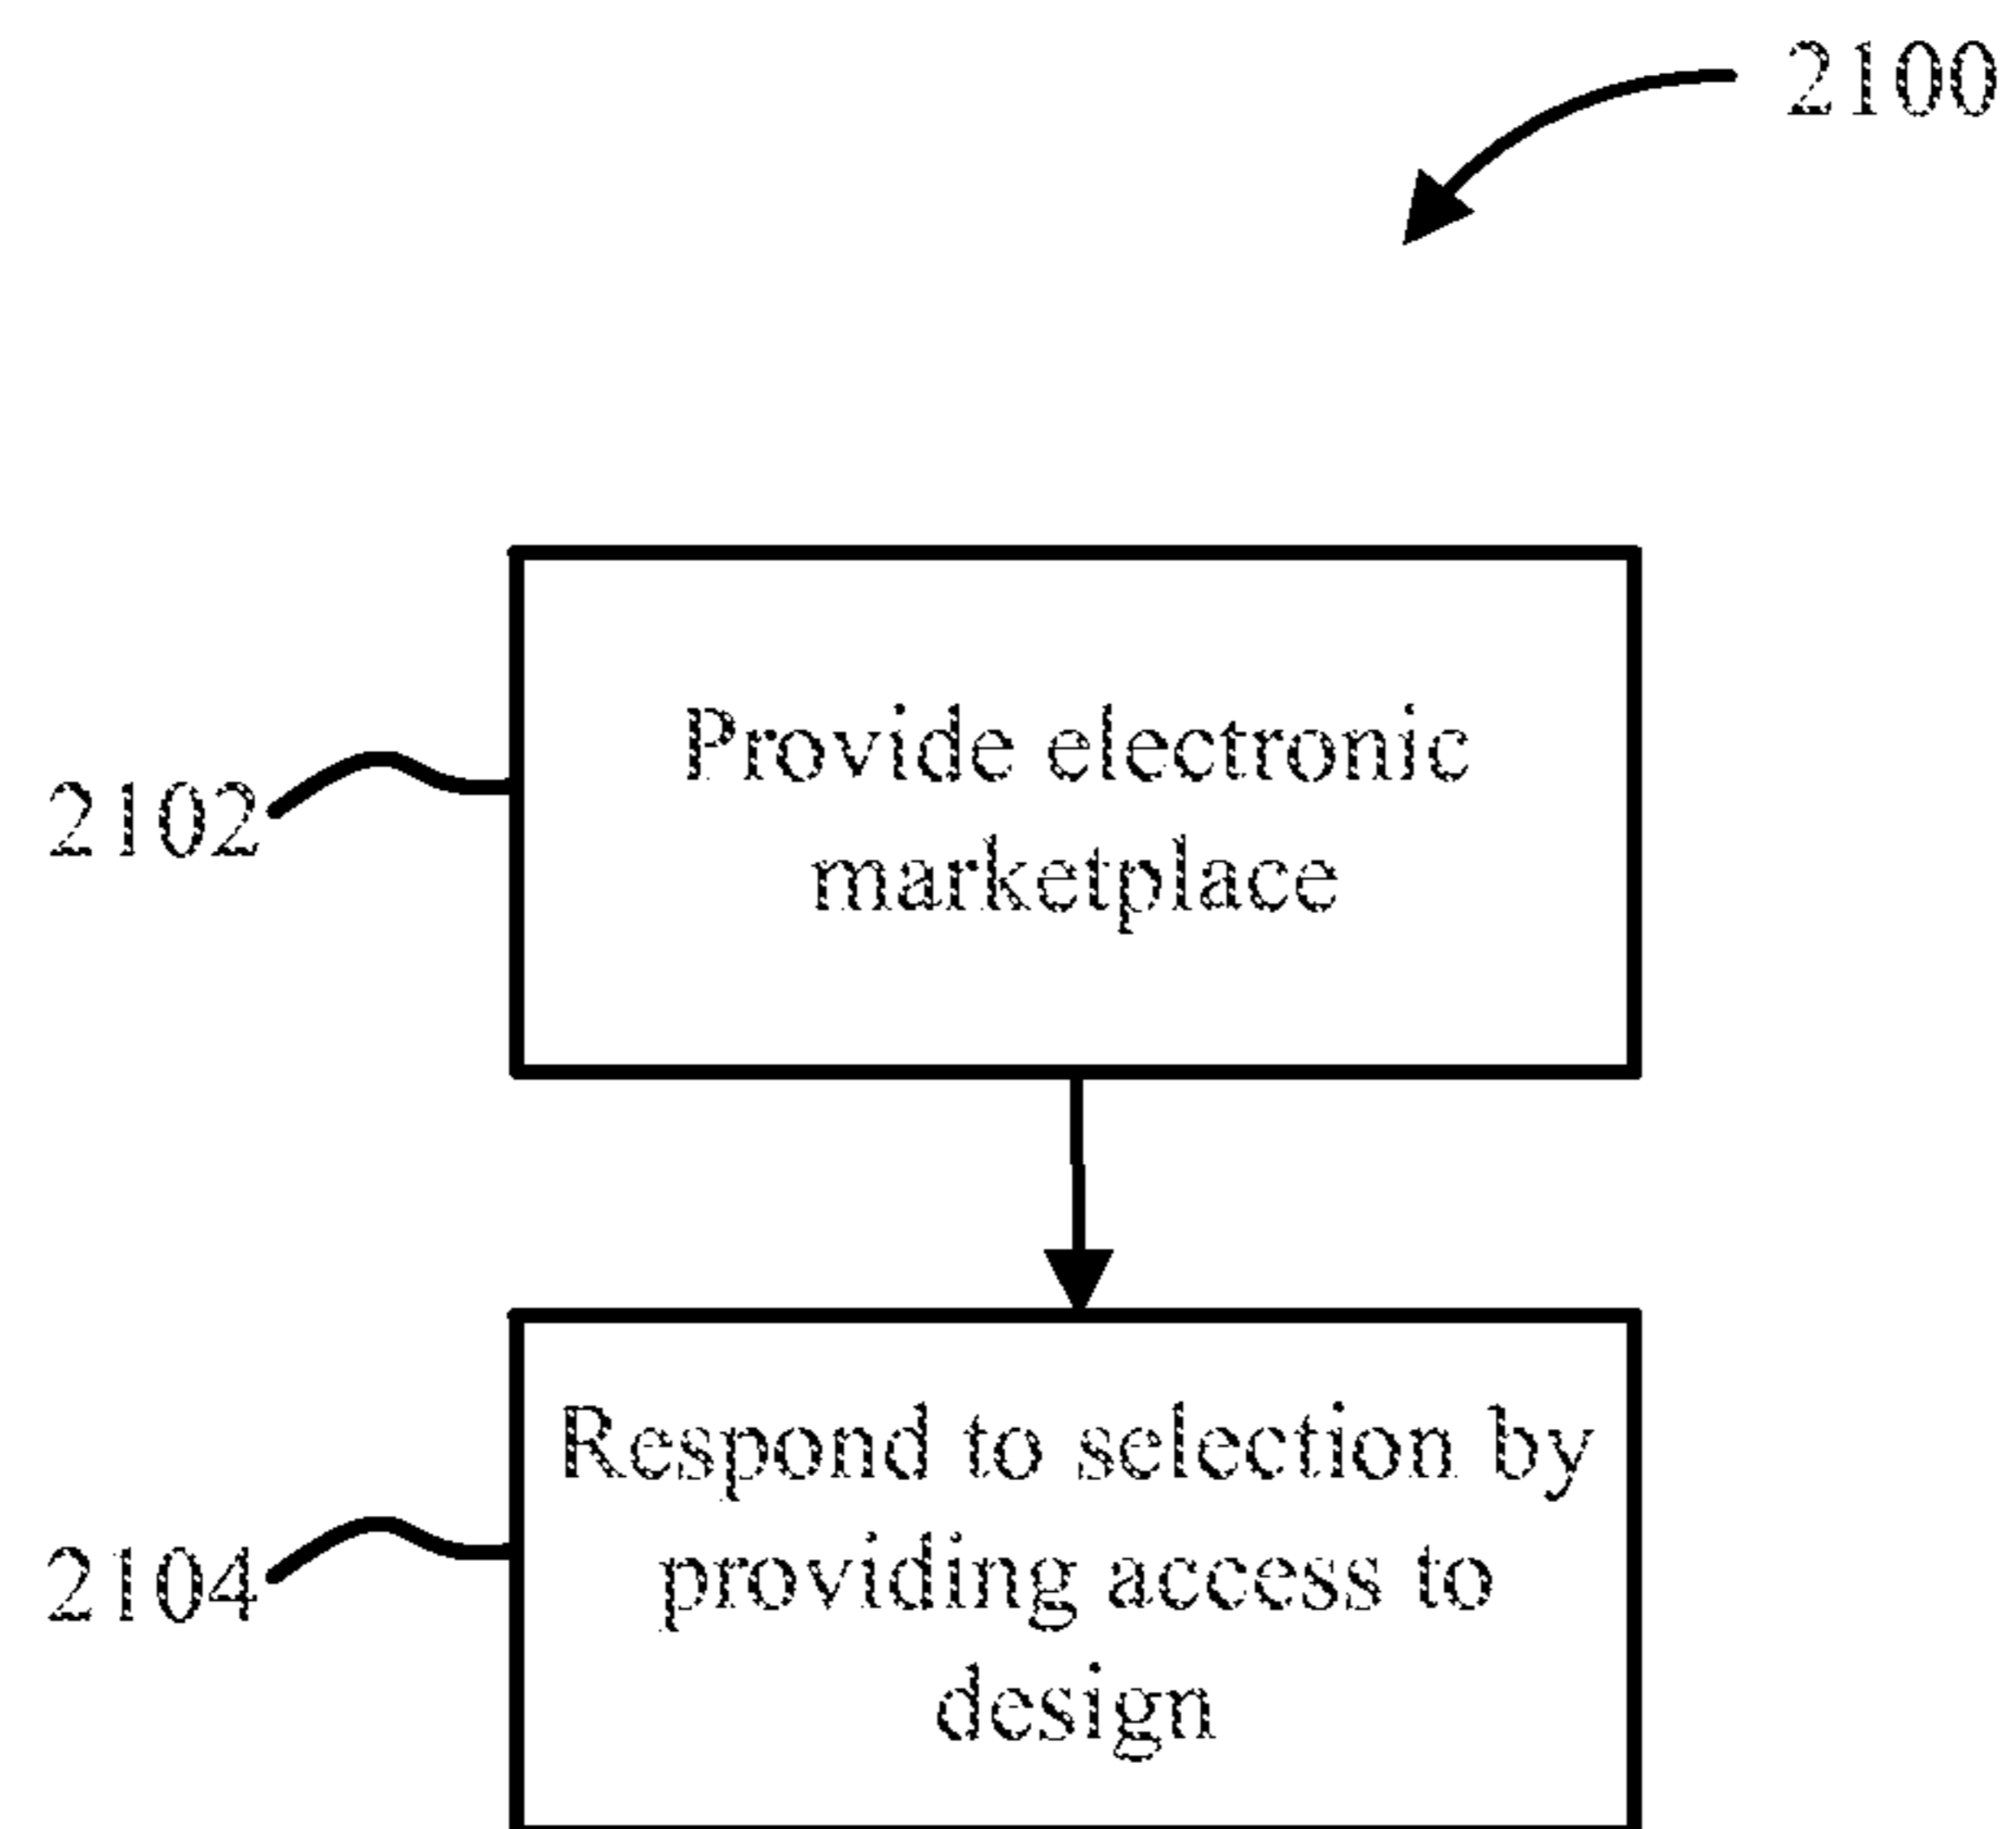 2100
Provide electronic
marketplace
2102
Respond to selection by
providing access to
design
2104